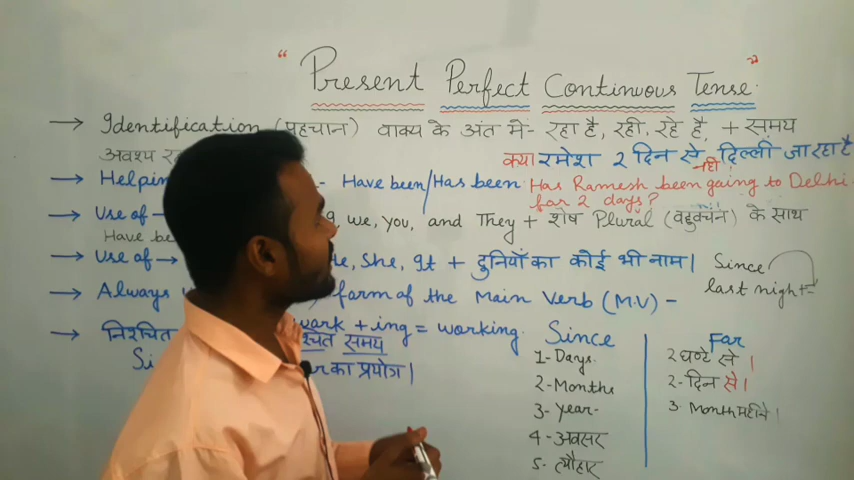 " Present Perfect Continuous Tense. "
→ Identification (पहचान) वाक्य के अंत में - रहा है, रही, रहे है, + समय
अवश्य
क्या रमेश 2 दिन से दिल्ली जा रहा है
नही
→ Helpin - Have been/Has been: Has Ramesh been going to Delhi
for 2 days?
→ Use of we, you, and They + शेष Plural (बहुवचन) के साथ
Have be
→ Use of → He, She, It + दुनियाँ का कोई भी नाम।
Since
last night
→ Always form of the Main Verb (M.V) -
→ निश्चित work + ing = working.
चित समय
Si का प्रयोग।
Since
1- Days.
2- Months
3- Year-
4- अवसर
5- त्यौहार
For
2 घण्टे से।
2- दिन से।
3- Month महीने।